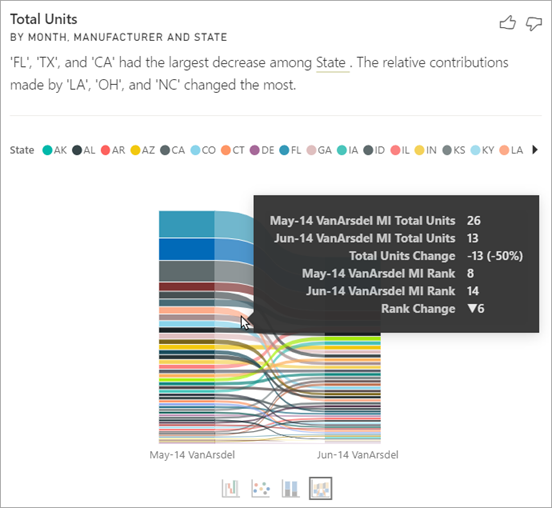 Total Units
BY MONTH, MANUFACTURER AND STATE
'FL', 'TX', and 'CA' had the largest decrease among State . The relative contributions
made by 'LA', 'OH', and 'NC' changed the most.
State AK AL AR AZ CA CO CT DE FL GA IA ID IL IN KS KY LA
May-14 VanArsdel MI Total Units 26
Jun-14 VanArsdel MI Total Units 13
Total Units Change -13 (-50%)
May-14 VanArsdel MI Rank 8
Jun-14 VanArsdel MI Rank 14
Rank Change ▼6
May-14 VanArsdel Jun-14 VanArsdel